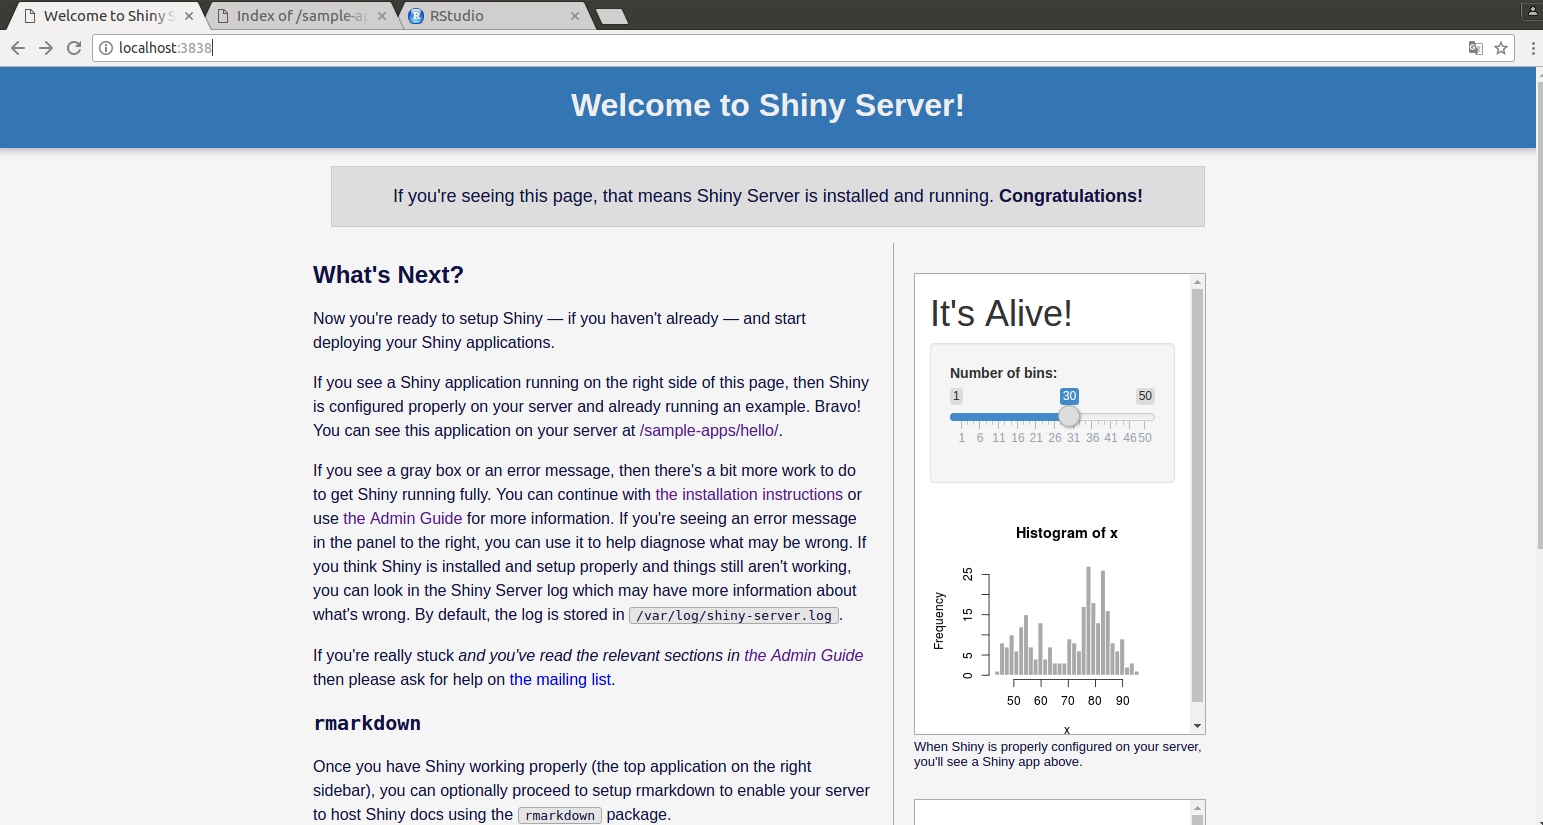 Welcome to Shiny S
Index of /sample-ap
RStudio
localhost:3838
Welcome to Shiny Server!
If you're seeing this page, that means Shiny Server is installed and running. Congratulations!
What's Next?
Now you're ready to setup Shiny — if you haven't already — and start
deploying your Shiny applications.
If you see a Shiny application running on the right side of this page, then Shiny
is configured properly on your server and already running an example. Bravo!
You can see this application on your server at /sample-apps/hello/.
If you see a gray box or an error message, then there's a bit more work to do
to get Shiny running fully. You can continue with the installation instructions or
use the Admin Guide for more information. If you're seeing an error message
in the panel to the right, you can use it to help diagnose what may be wrong. If
you think Shiny is installed and setup properly and things still aren't working,
you can look in the Shiny Server log which may have more information about
what's wrong. By default, the log is stored in /var/log/shiny-server.log.
If you're really stuck and you've read the relevant sections in the Admin Guide
then please ask for help on the mailing list.
rmarkdown
Once you have Shiny working properly (the top application on the right
sidebar), you can optionally proceed to setup rmarkdown to enable your server
to host Shiny docs using the rmarkdown package.
It's Alive!
Number of bins:
1 30 50
1 6 11 16 21 26 31 36 41 46 50
Histogram of x
Frequency
25
15
5
0
50 60 70 80 90
x
When Shiny is properly configured on your server,
you'll see a Shiny app above.